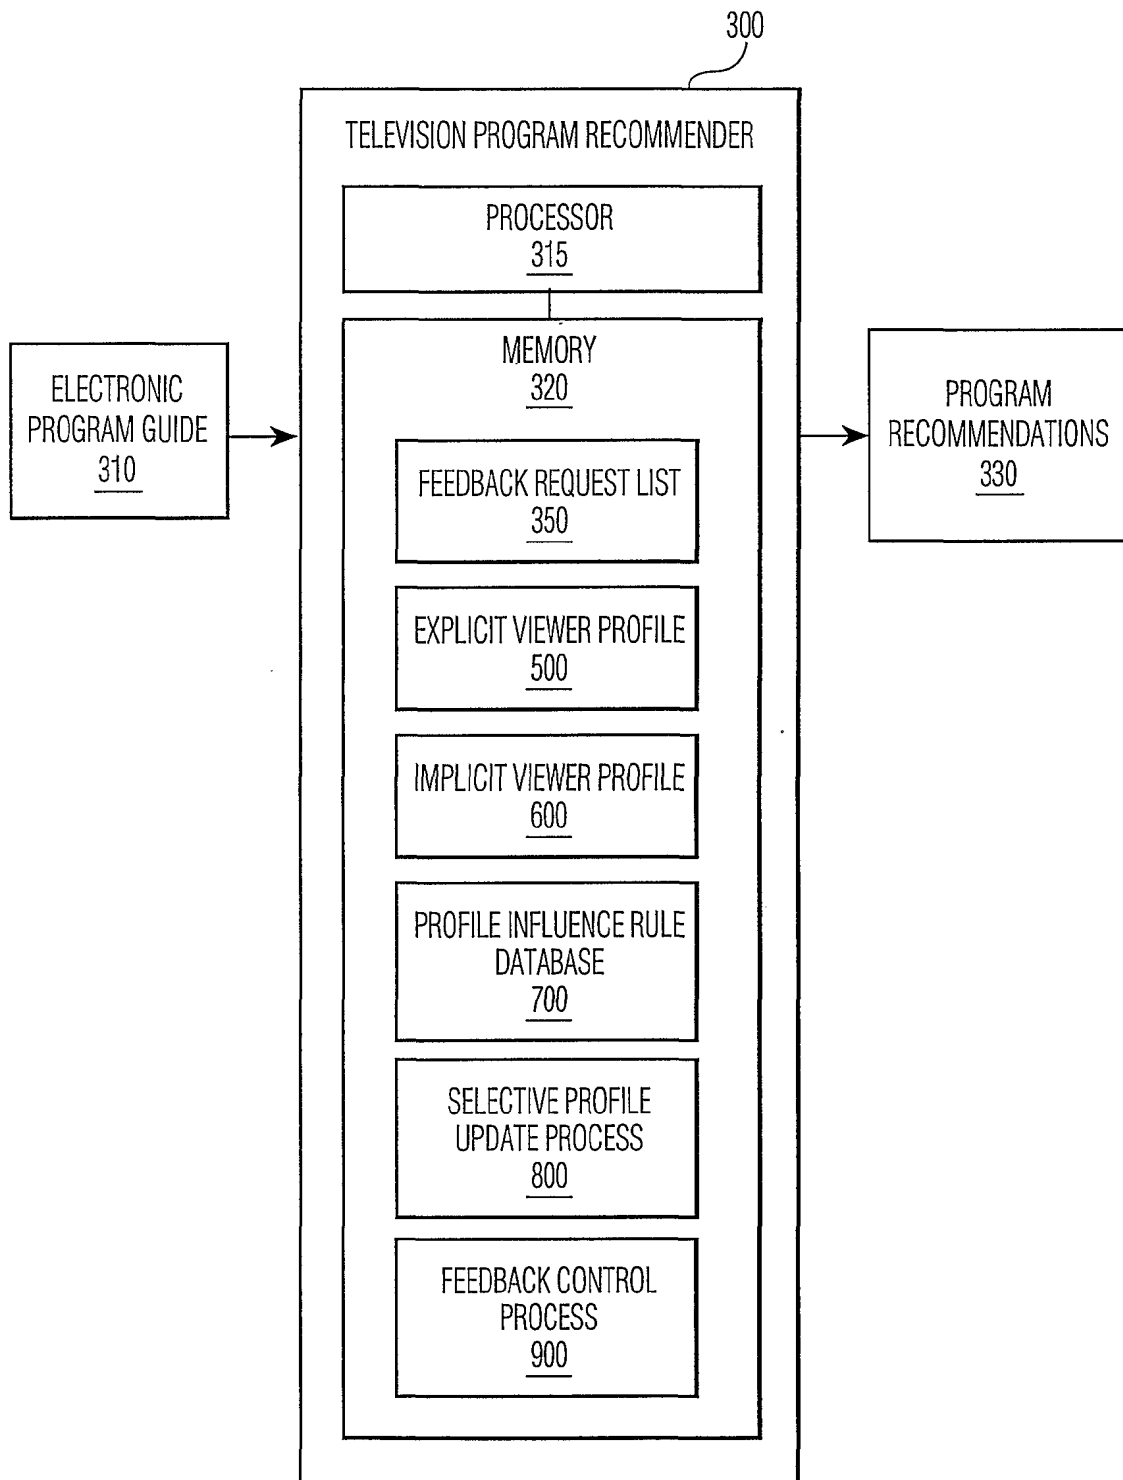 300
TELEVISION PROGRAM RECOMMENDER
PROCESSOR
315
MEMORY
320
ELECTRONIC
PROGRAM GUIDE
310
FEEDBACK REQUEST LIST
350
EXPLICIT VIEWER PROFILE
500
IMPLICIT VIEWER PROFILE
600
PROFILE INFLUENCE RULE
DATABASE
700
SELECTIVE PROFILE
UPDATE PROCESS
800
FEEDBACK CONTROL
PROCESS
900
PROGRAM
RECOMMENDATIONS
330